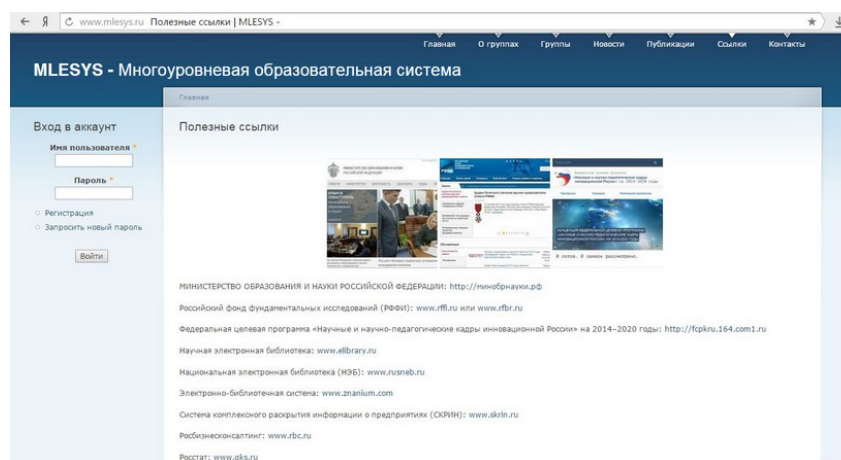 www.mlesys.ru Полезные ссылки | MLESYS -
Главная О группах Группы Новости Публикации Ссылки Контакты
MLESYS - Многоуровневая образовательная система
Главная
Вход в аккаунт
Имя пользователя *
Пароль *
Регистрация
Запросить новый пароль
Войти
Полезные ссылки
МИНИСТЕРСТВО ОБРАЗОВАНИЯ И НАУКИ РОССИЙСКОЙ ФЕДЕРАЦИИ: http://минобрнауки.рф
Российский фонд фундаментальных исследований (РФФИ): www.rffi.ru или www.rfbr.ru
Федеральная целевая программа «Научные и научно-педагогические кадры инновационной России» на 2014–2020 годы: http://fcpkru.164.com1.ru
Научная электронная библиотека: www.elibrary.ru
Национальная электронная библиотека (НЭБ): www.rusneb.ru
Электронно-библиотечная система: www.znanium.com
Система комплексного раскрытия информации о предприятиях (СКРИН): www.skrin.ru
Росбизнесконсалтинг: www.rbc.ru
Росстат: www.gks.ru